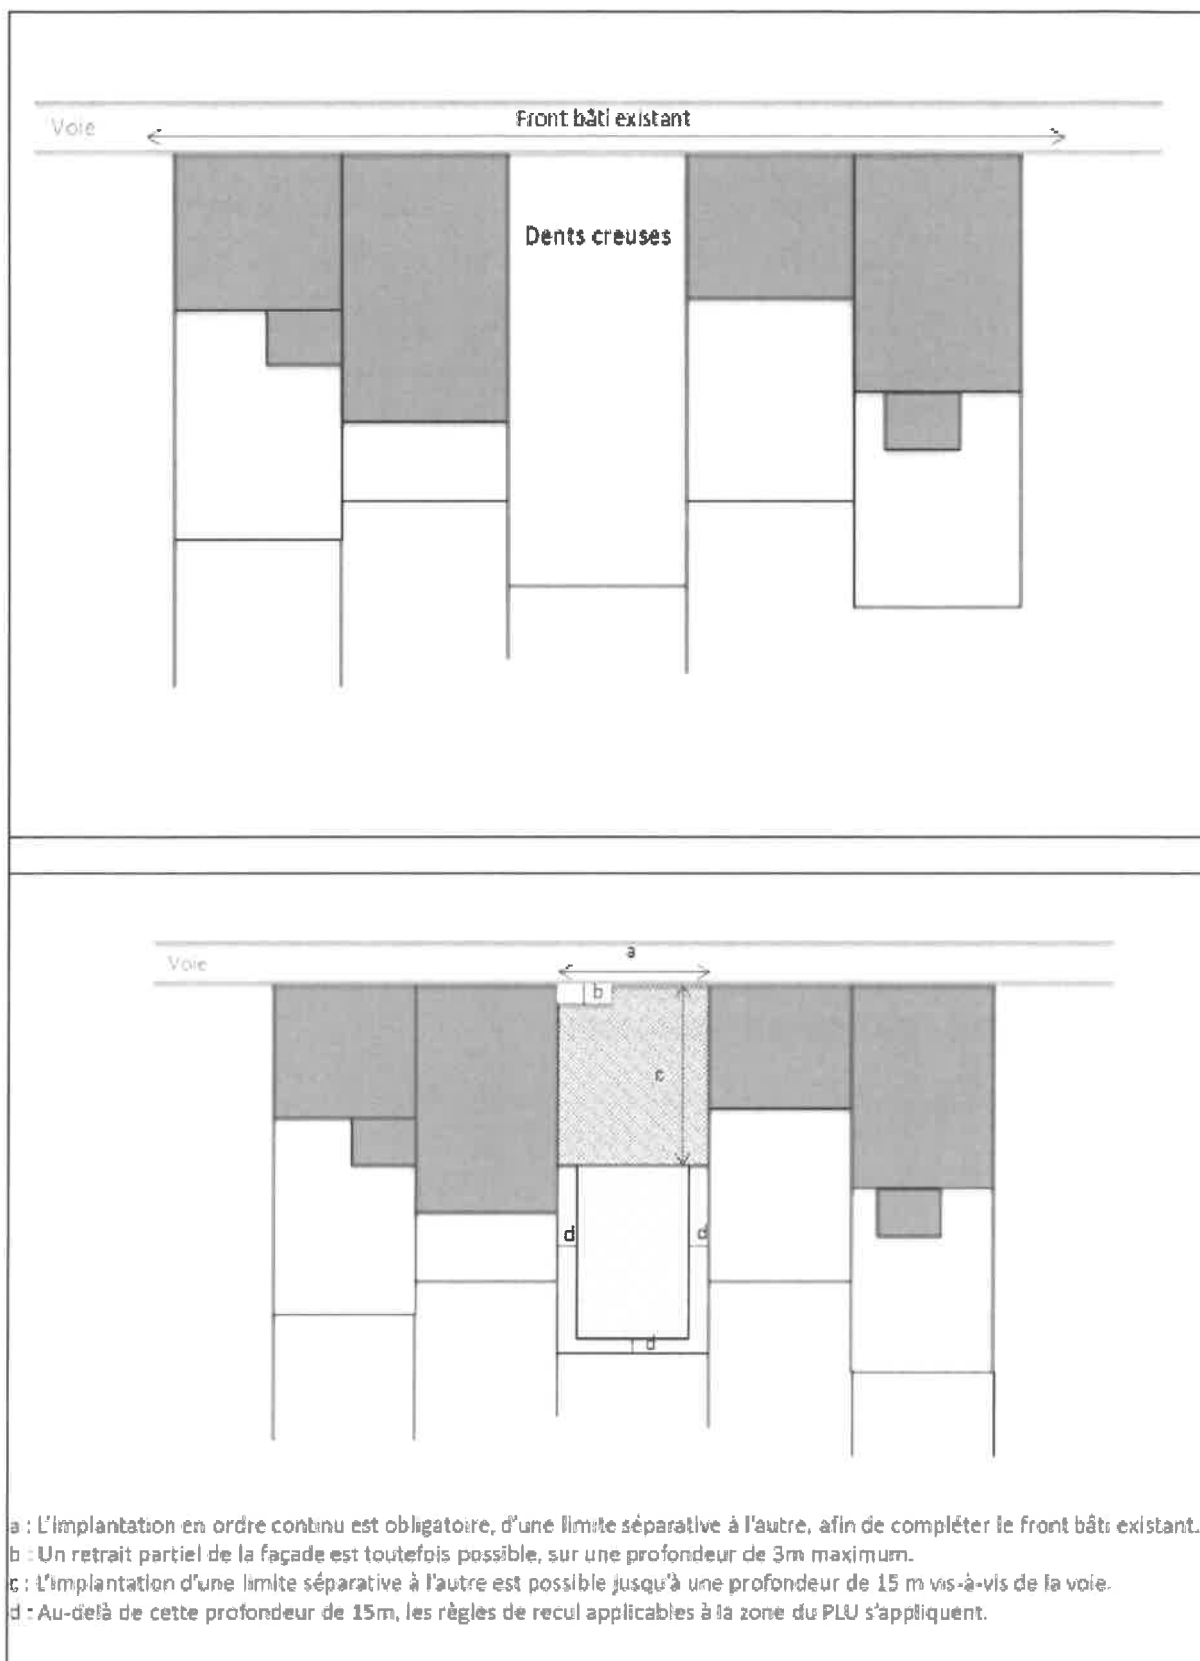 Front bâti existant
Voie
Dents creuses
a
Voie
b
c
d
d
d
a : L'implantation en ordre continu est obligatoire, d'une limite séparative à l'autre, afin de compléter le front bâti existant.
b : Un retrait partiel de la façade est toutefois possible, sur une profondeur de 3m maximum.
c : L'implantation d'une limite séparative à l'autre est possible jusqu'à une profondeur de 15 m vis-à-vis de la voie.
d : Au-delà de cette profondeur de 15m, les règles de recul applicables à la zone du PLU s'appliquent.